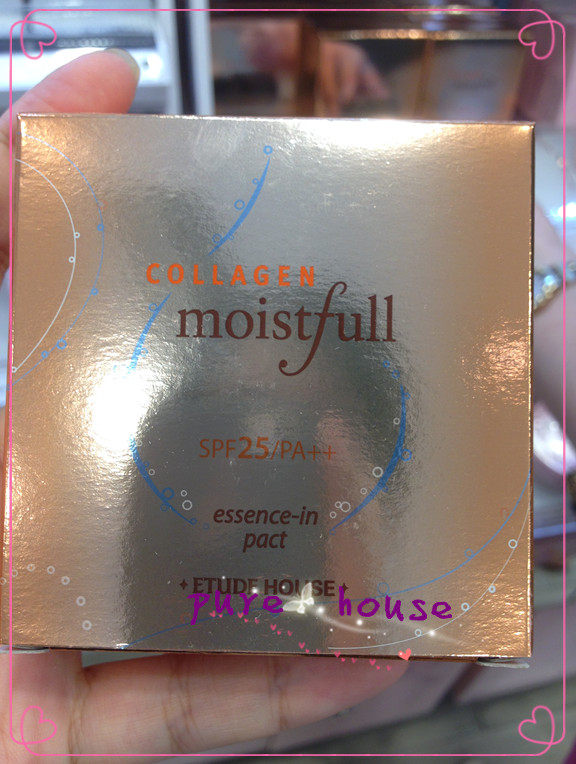 COLLAGEN
moistfull
SPF25/PA++
essence-in
pact
ETUDE HOUSE
pure house